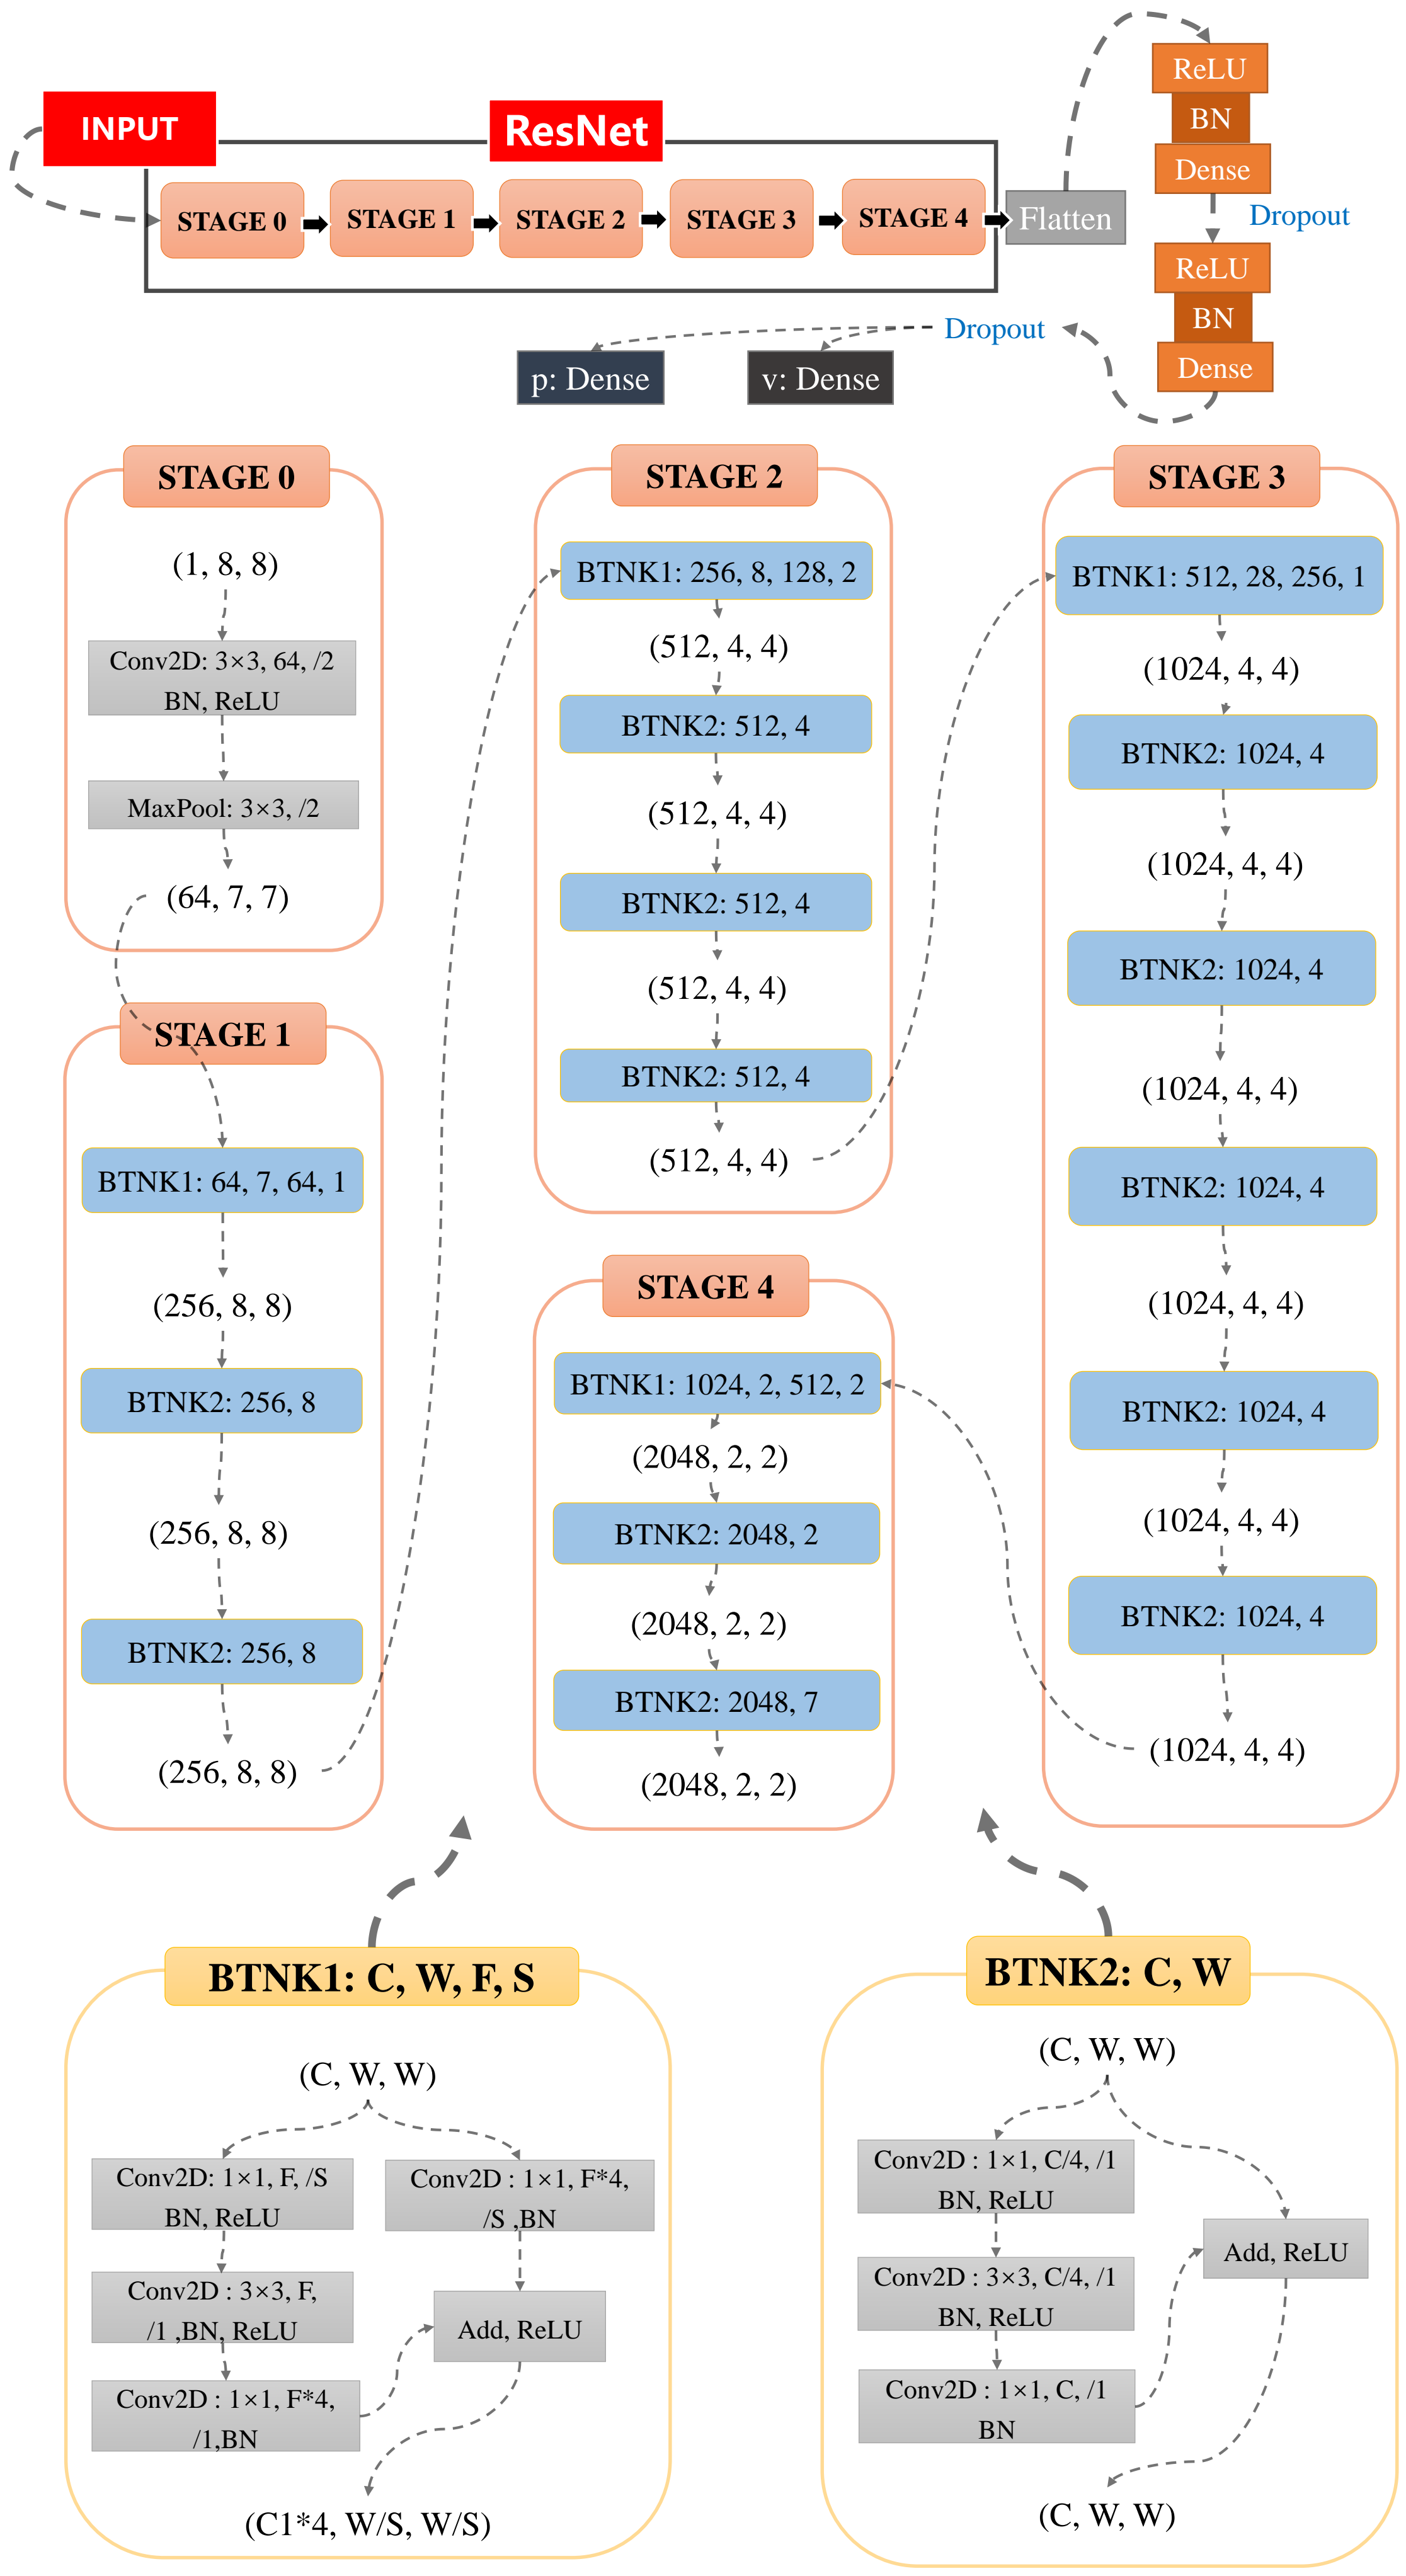 INPUT
ResNet
STAGE 0
STAGE 1
STAGE 2
STAGE 3
STAGE 4
Flatten
ReLU
BN
Dense
Dropout
ReLU
BN
Dense
Dropout
p: Dense
v: Dense
STAGE 0
(1, 8, 8)
Conv2D: 3×3, 64, /2
BN, ReLU
MaxPool: 3×3, /2
(64, 7, 7)
STAGE 1
BTNK1: 64, 7, 64, 1
(256, 8, 8)
BTNK2: 256, 8
(256, 8, 8)
BTNK2: 256, 8
(256, 8, 8)
STAGE 2
BTNK1: 256, 8, 128, 2
(512, 4, 4)
BTNK2: 512, 4
(512, 4, 4)
BTNK2: 512, 4
(512, 4, 4)
BTNK2: 512, 4
(512, 4, 4)
STAGE 3
BTNK1: 512, 28, 256, 1
(1024, 4, 4)
BTNK2: 1024, 4
(1024, 4, 4)
BTNK2: 1024, 4
(1024, 4, 4)
BTNK2: 1024, 4
(1024, 4, 4)
BTNK2: 1024, 4
(1024, 4, 4)
BTNK2: 1024, 4
(1024, 4, 4)
STAGE 4
BTNK1: 1024, 2, 512, 2
(2048, 2, 2)
BTNK2: 2048, 2
(2048, 2, 2)
BTNK2: 2048, 7
(2048, 2, 2)
BTNK1: C, W, F, S
(C, W, W)
Conv2D: 1×1, F, /S
BN, ReLU
Conv2D : 3×3, F,
/1 ,BN, ReLU
Conv2D : 1×1, F*4,
/1,BN
Conv2D : 1×1, F*4,
/S ,BN
Add, ReLU
(C1*4, W/S, W/S)
BTNK2: C, W
(C, W, W)
Conv2D : 1×1, C/4, /1
BN, ReLU
Conv2D : 3×3, C/4, /1
BN, ReLU
Conv2D : 1×1, C, /1
BN
Add, ReLU
(C, W, W)